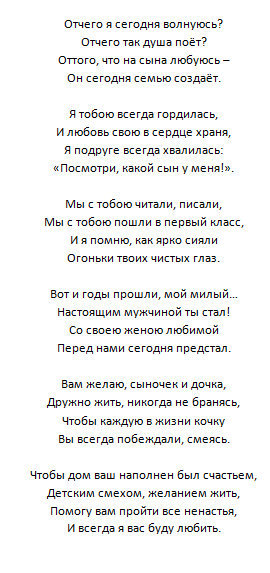 Отчего я сегодня волнуюсь?
Отчего так душа поёт?
Оттого, что на сына любуюсь –
Он сегодня семью создаёт.
Я тобою всегда гордилась,
И любовь свою в сердце храня,
Я подруге всегда хвалилась:
«Посмотри, какой сын у меня!».
Мы с тобою читали, писали,
Мы с тобою пошли в первый класс,
И я помню, как ярко сияли
Огоньки твоих чистых глаз.
Вот и годы прошли, мой милый…
Настоящим мужчиной ты стал!
Со своею женою любимой
Перед нами сегодня предстал.
Вам желаю, сыночек и дочка,
Дружно жить, никогда не бранясь,
Чтобы каждую в жизни кочку
Вы всегда побеждали, смеясь.
Чтобы дом ваш наполнен был счастьем,
Детским смехом, желанием жить,
Помогу вам пройти все ненастья,
И всегда я вас буду любить.